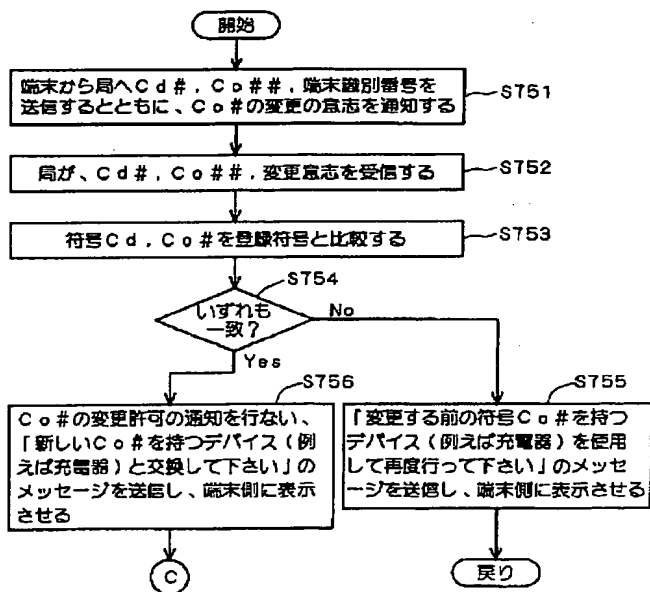 開始
端末から局へCd#，Co##，端末識別番号を
送信するとともに、Co#の変更の意志を通知する
S751
局が、Cd#，Co##，変更意志を受信する
S752
符号Cd，Co#を登録符号と比較する
S753
S754
いずれも
一致？
No
Yes
S756
Co#の変更許可の通知を行ない、
「新しいCo#を持つデバイス（例
えば充電器）と交換して下さい」の
メッセージを送信し、端末側に表示
させる
S755
「変更する前の符号Co#を持つ
デバイス（例えば充電器）を使用
して再度行って下さい」のメッセ
ージを送信し、端末側に表示させる
C
戻り